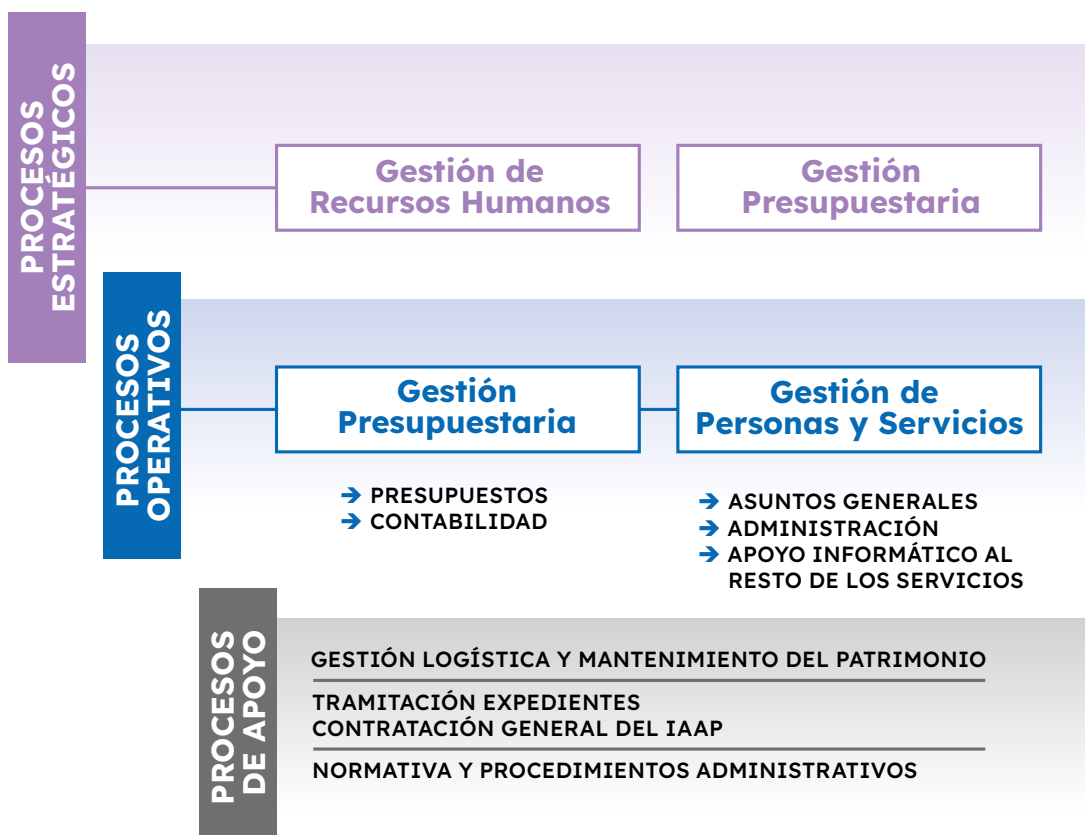 PROCESOS
ESTRATÉGICOS
Gestión de
Recursos Humanos
Gestión
Presupuestaria
PROCESOS
OPERATIVOS
Gestión
Presupuestaria
Gestión de
Personas y Servicios
➔ PRESUPUESTOS
➔ CONTABILIDAD
➔ ASUNTOS GENERALES
➔ ADMINISTRACIÓN
➔ APOYO INFORMÁTICO AL
RESTO DE LOS SERVICIOS
PROCESOS
DE APOYO
GESTIÓN LOGÍSTICA Y MANTENIMIENTO DEL PATRIMONIO
TRAMITACIÓN EXPEDIENTES
CONTRATACIÓN GENERAL DEL IAAP
NORMATIVA Y PROCEDIMIENTOS ADMINISTRATIVOS